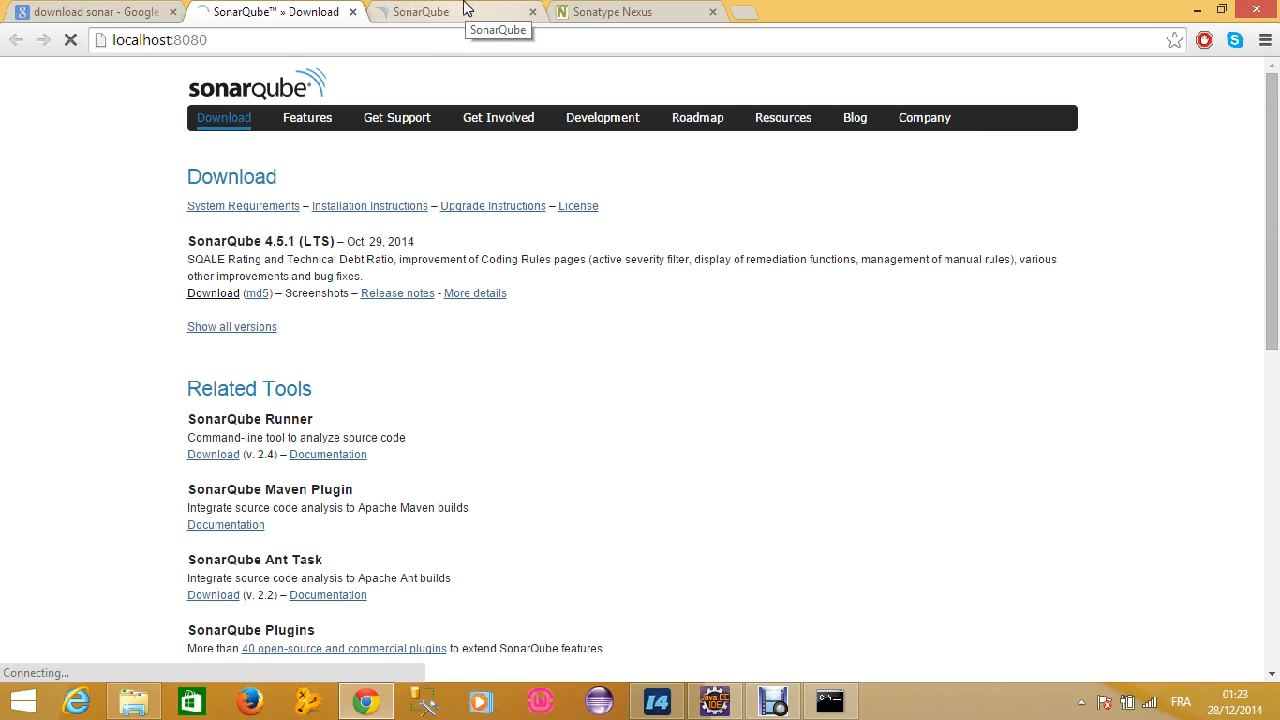 download sonar - Google
SonarQube™ » Download
SonarQube
Sonatype Nexus
localhost:8080
SonarQube
sonarqube
Download Features Get Support Get Involved Development Roadmap Resources Blog Company
Download
System Requirements – Installation Instructions – Upgrade Instructions – License
SonarQube 4.5.1 (LTS) – Oct 29, 2014
SQALE Rating and Technical Debt Ratio, improvement of Coding Rules pages (active severity filter, display of remediation functions, management of manual rules), various
other improvements and bug fixes.
Download (md5) – Screenshots – Release notes - More details
Show all versions
Related Tools
SonarQube Runner
Command-line tool to analyze source code
Download (v. 2.4) – Documentation
SonarQube Maven Plugin
Integrate source code analysis to Apache Maven builds
Documentation
SonarQube Ant Task
Integrate source code analysis to Apache Ant builds
Download (v. 2.2) – Documentation
SonarQube Plugins
More than 40 open-source and commercial plugins to extend SonarQube features
Connecting...
14
Java EE
IDE
FRA
01:23
28/12/2014